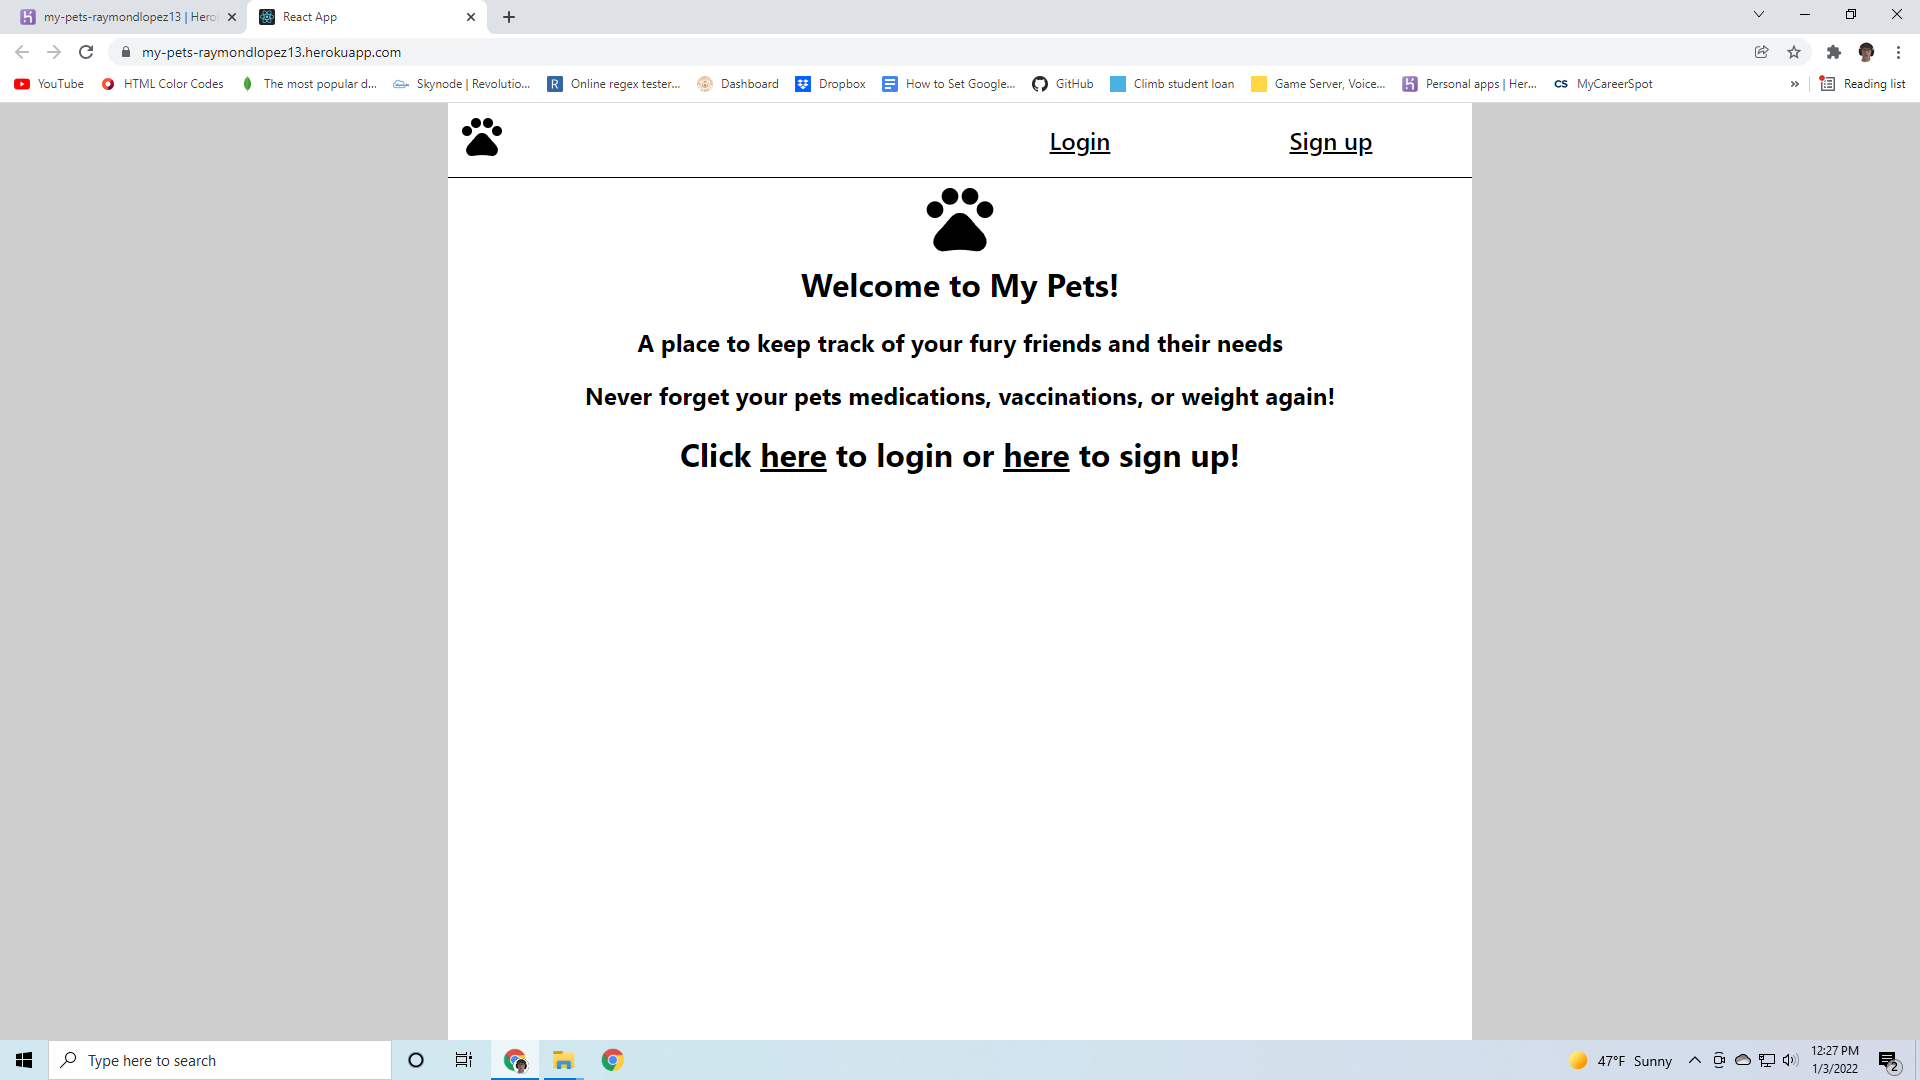 my-pets-raymondlopez13 | Hero
React App
my-pets-raymondlopez13.herokuapp.com
YouTube
HTML Color Codes
The most popular d...
Skynode | Revolutio...
R
Online regex tester...
Dashboard
Dropbox
How to Set Google...
GitHub
Climb student loan
Game Server, Voice...
Personal apps | Her...
CS
MyCareerSpot
»
Reading list
Login
Sign up
Welcome to My Pets!
A place to keep track of your fury friends and their needs
Never forget your pets medications, vaccinations, or weight again!
Click here to login or here to sign up!
Type here to search
47°F Sunny
12:27 PM
1/3/2022
2